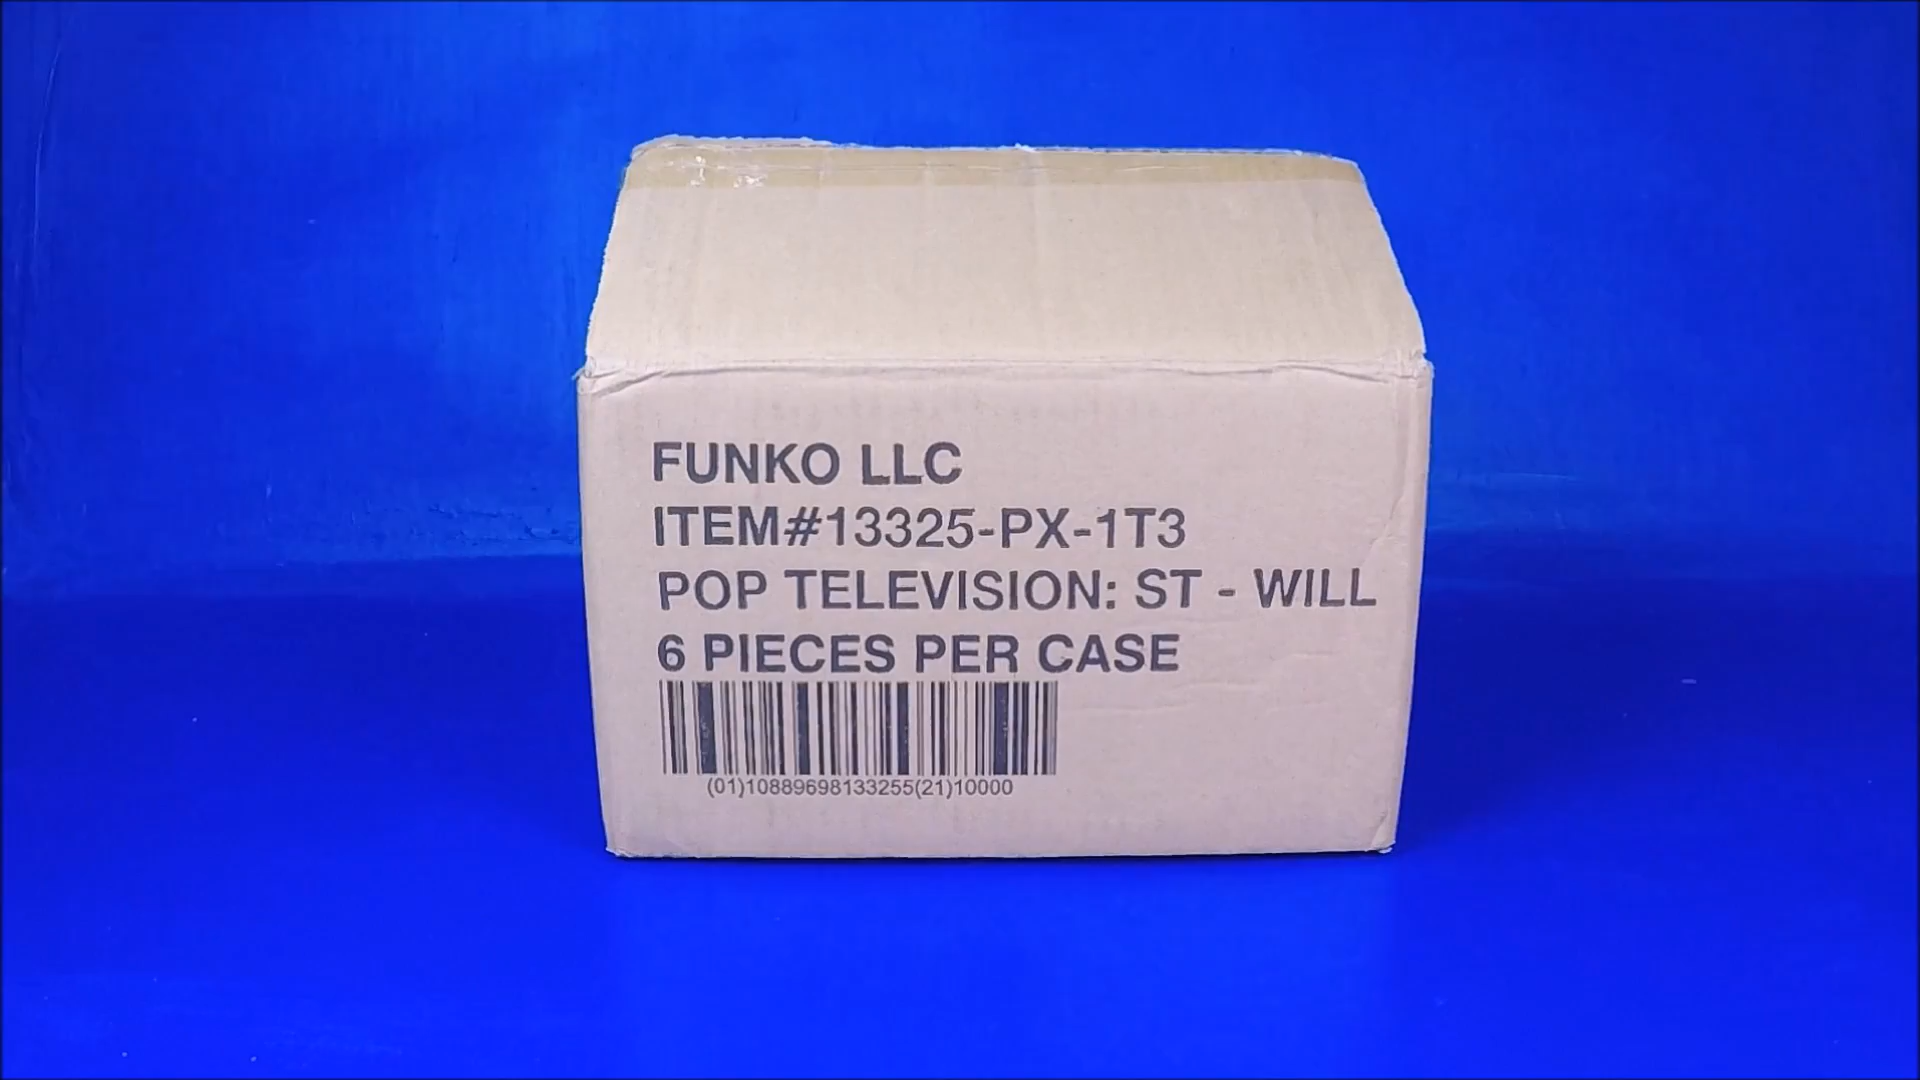 FUNKO LLC
ITEM#13325-PX-1T3
POP TELEVISION: ST - WILL
6 PIECES PER CASE
(01)10889698133255(21)10000